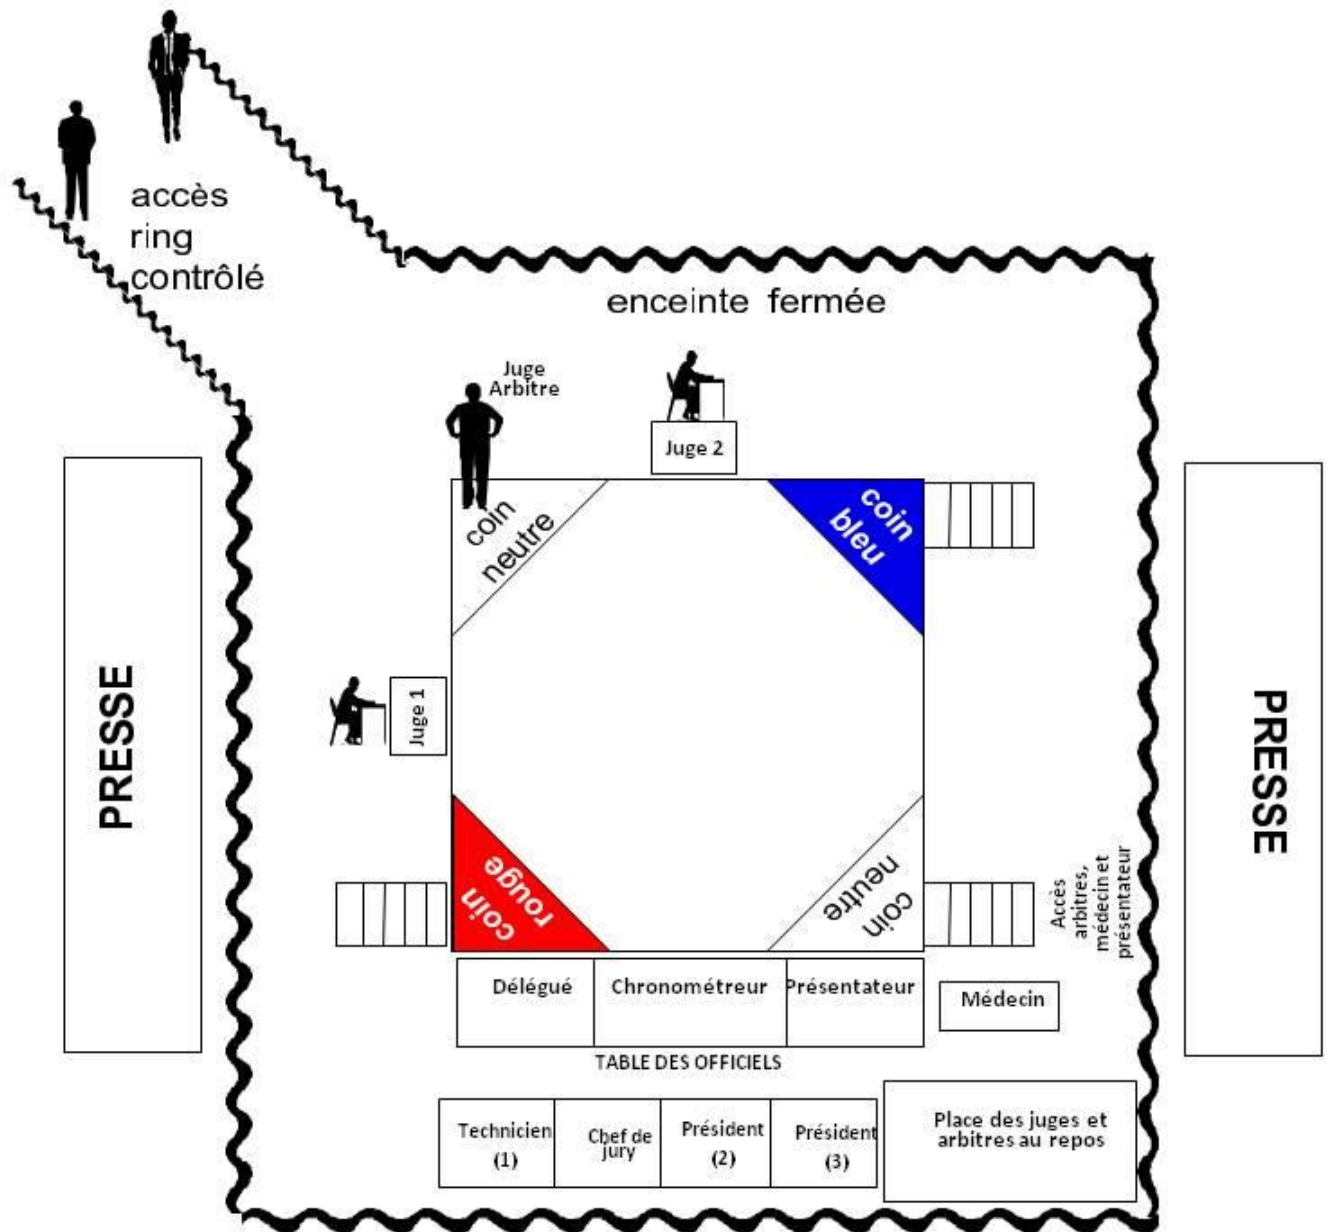 accès
ring
contrôlé
enceinte fermée
Juge
Arbitre
Juge 2
coin
neutre
coin
bleu
PRESSE
Juge 1
PRESSE
coin
rouge
coin
neutre
Accès
arbitres,
médecin et
présentateur
Délégué
Chronométreur
Présentateur
Médecin
TABLE DES OFFICIELS
Technicien
(1)
Chef de
jury
Président
(2)
Président
(3)
Place des juges et
arbitres au repos